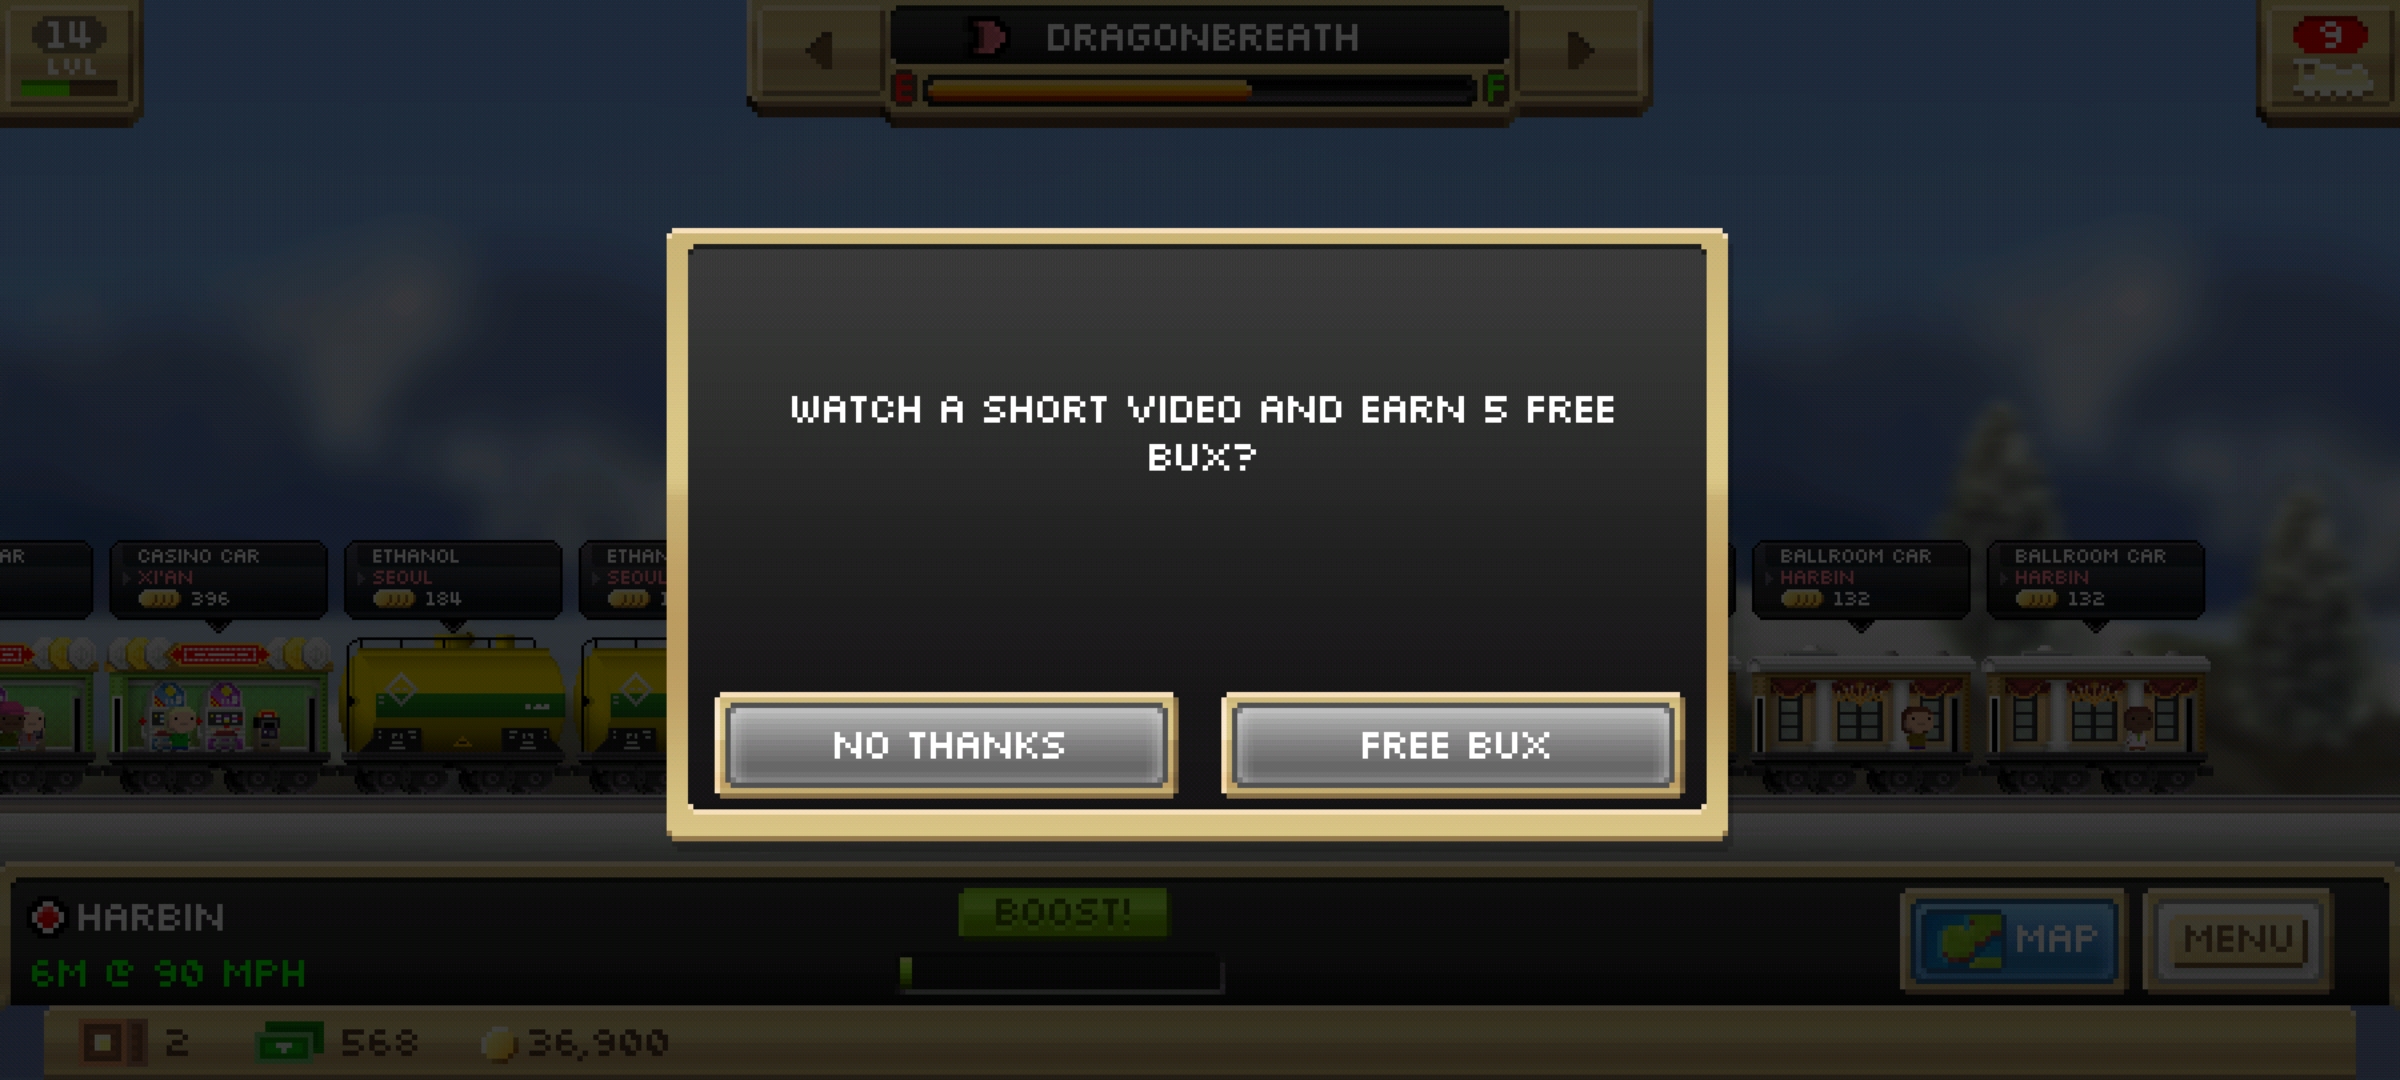 14
LVL
DRAGONBREATH
E
F
9
WATCH A SHORT VIDEO AND EARN 5 FREE
BUX?
NO THANKS
FREE BUX
AR
CASINO CAR
XI'AN
396
ETHANOL
SEOUL
184
SEOUL
BALLROOM CAR
HARBIN
132
BALLROOM CAR
HARBIN
132
HARBIN
6M @ 90 MPH
BOOST!
MAP
MENU
2
568
36,900